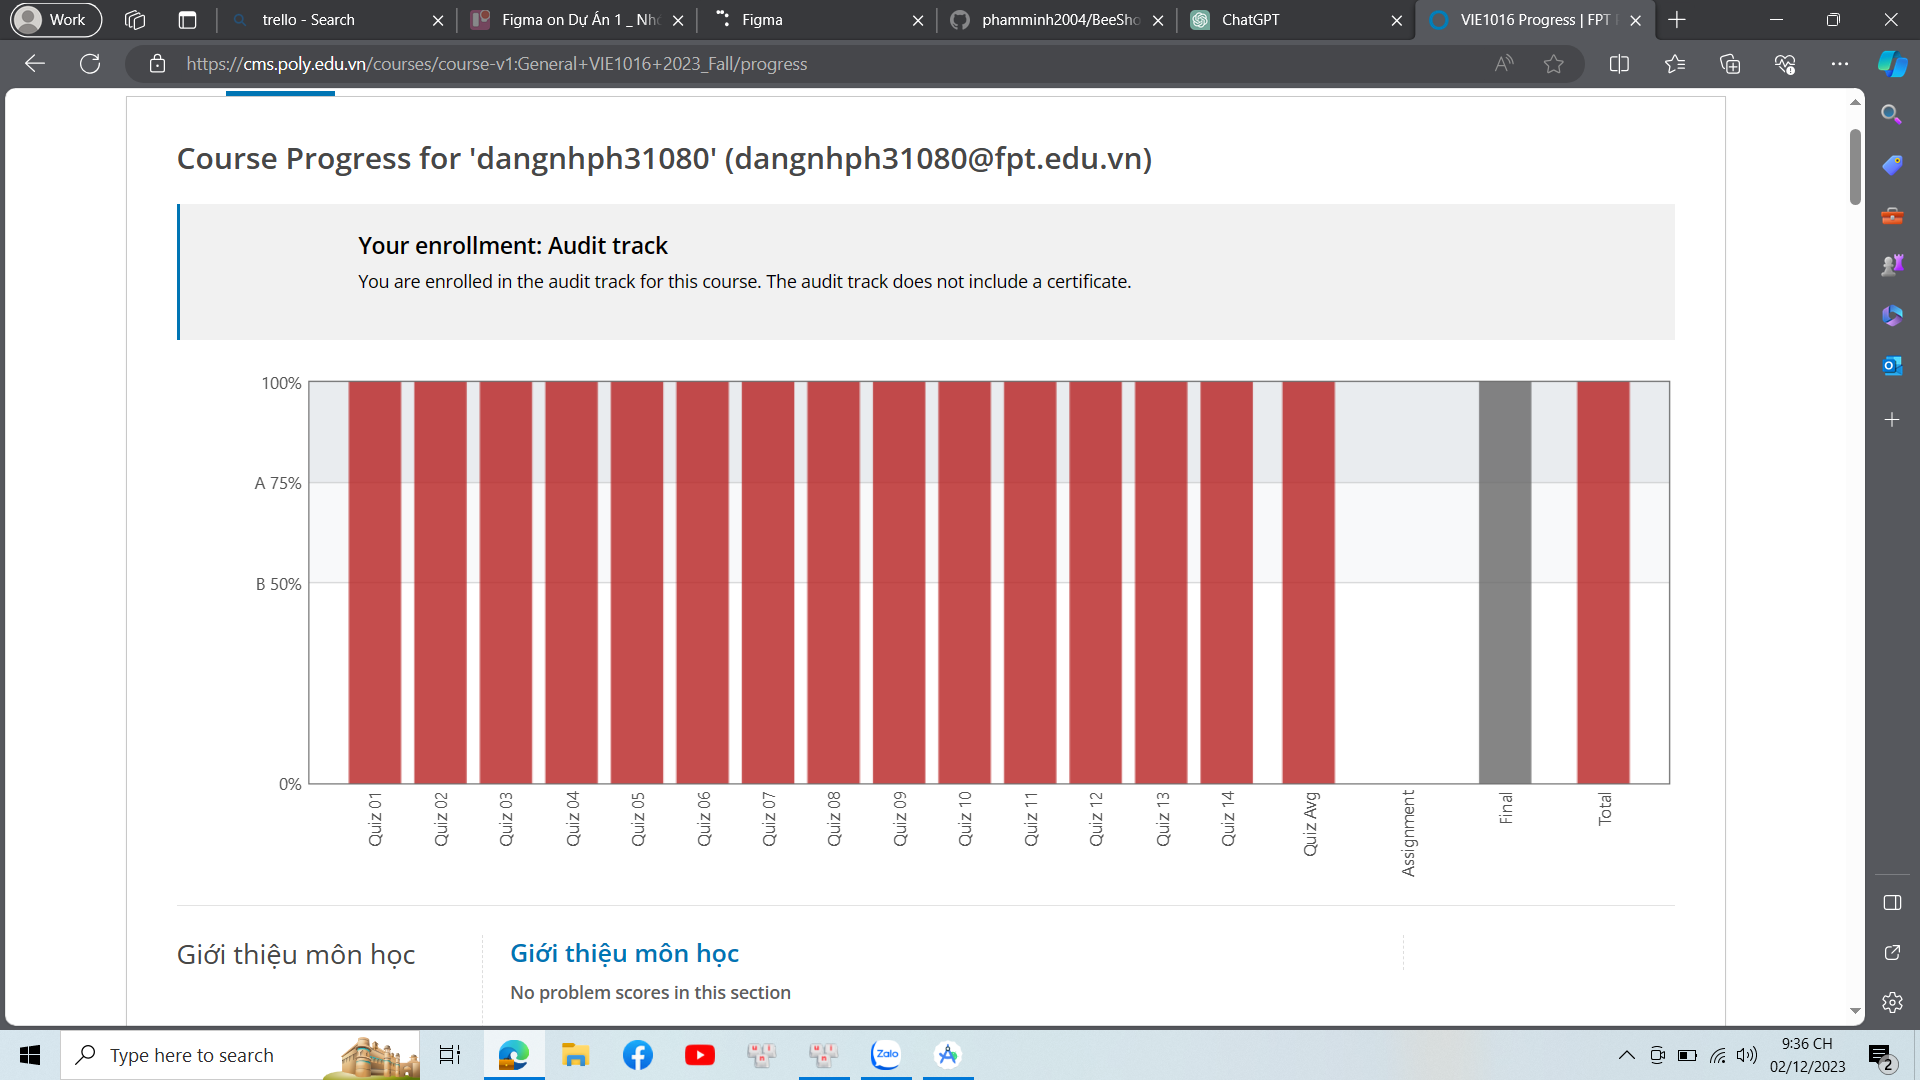 Work
trello - Search
Figma on Dự Án 1 _ Nhó
Figma
phamminh2004/BeeSho
ChatGPT
VIE1016 Progress | FPT
https://cms.poly.edu.vn/courses/course-v1:General+VIE1016+2023_Fall/progress
Course Progress for 'dangnhph31080' (dangnhph31080@fpt.edu.vn)
Your enrollment: Audit track
You are enrolled in the audit track for this course. The audit track does not include a certificate.
100%
A 75%
B 50%
0%
Quiz 01
Quiz 02
Quiz 03
Quiz 04
Quiz 05
Quiz 06
Quiz 07
Quiz 08
Quiz 09
Quiz 10
Quiz 11
Quiz 12
Quiz 13
Quiz 14
Quiz Avg
Assignment
Final
Total
Giới thiệu môn học
Giới thiệu môn học
No problem scores in this section
Type here to search
Zalo
9:36 CH
02/12/2023
2